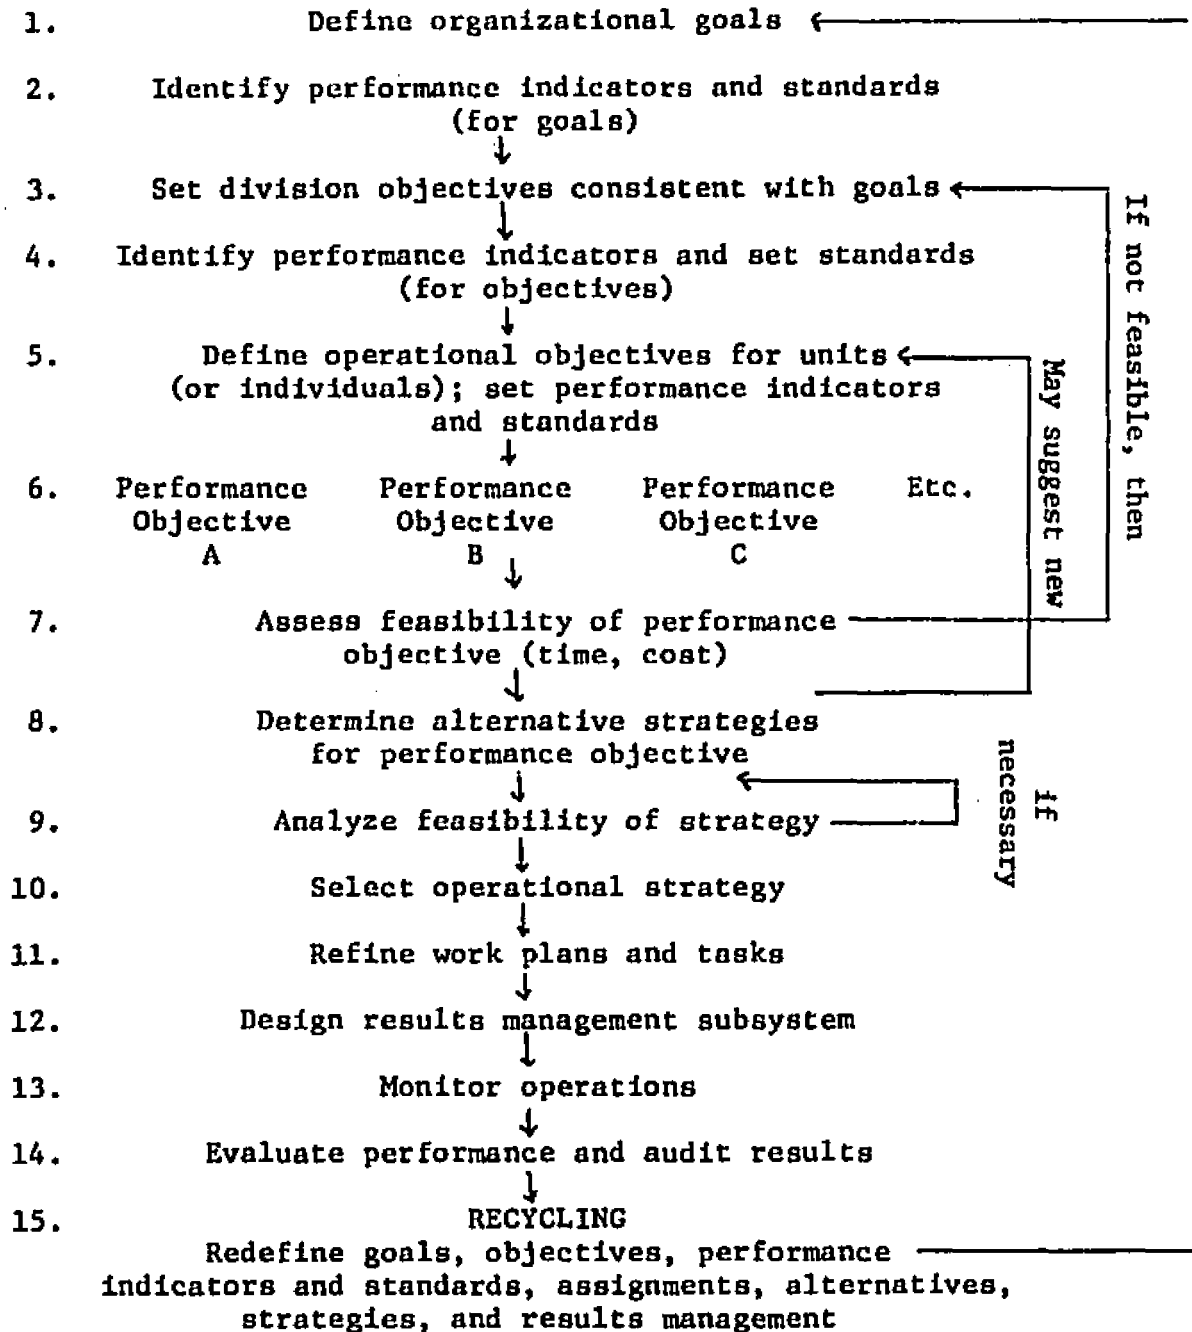 1. Define organizational goals
2. Identify performance indicators and standards
(for goals)
3. Set division objectives consistent with goals
4. Identify performance indicators and set standards
(for objectives)
5. Define operational objectives for units
(or individuals); set performance indicators
and standards
6. Performance Performance Performance Etc.
Objective Objective Objective
A B C
7. Assess feasibility of performance
objective (time, cost)
8. Determine alternative strategies
for performance objective
9. Analyze feasibility of strategy
10. Select operational strategy
11. Refine work plans and tasks
12. Design results management subsystem
13. Monitor operations
14. Evaluate performance and audit results
15. RECYCLING
Redefine goals, objectives, performance
indicators and standards, assignments, alternatives,
strategies, and results management
If not feasible, then
May suggest new
if
necessary